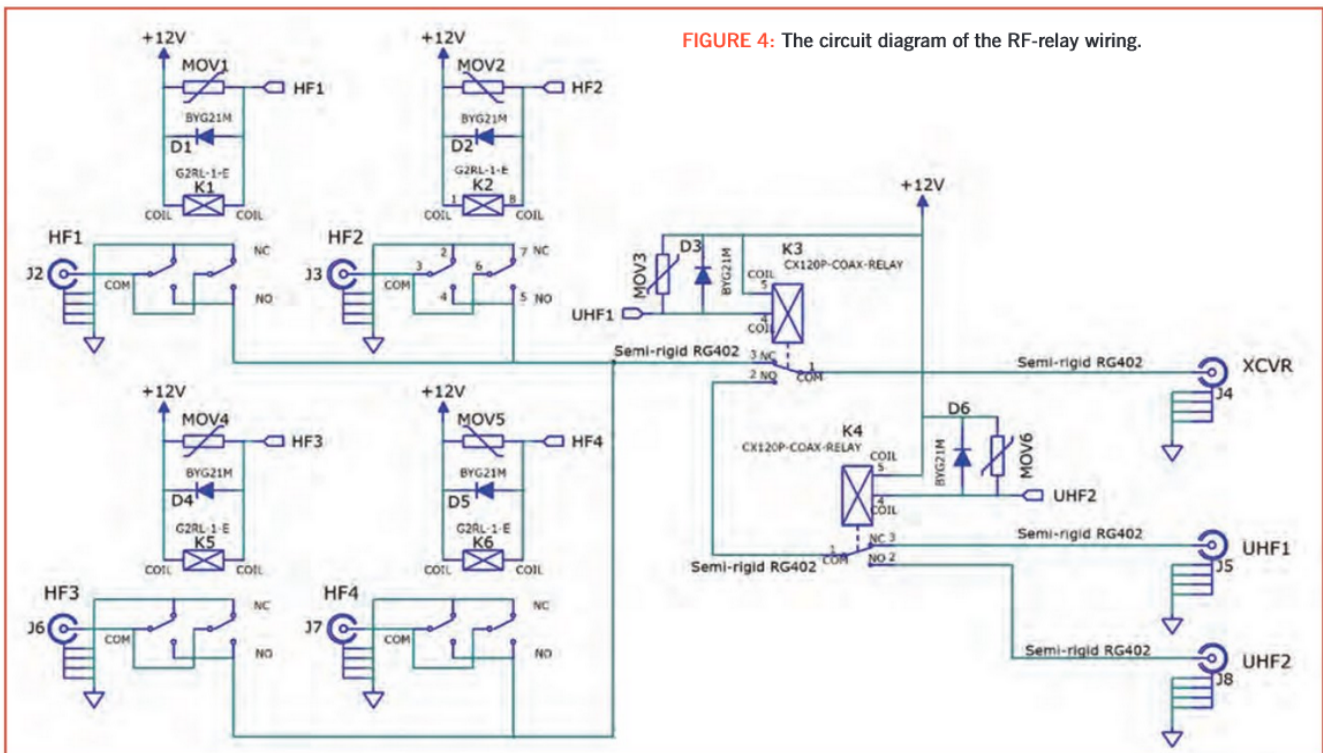 FIGURE 4: The circuit diagram of the RF-relay wiring.
+12V
MOV1
HF1
BYG21M
D1
G2RL-1-E
K1
COIL COIL
HF1
J2
COM
NC
NO
+12V
MOV2
HF2
BYG21M
D2
G2RL-1-E
K2
1 8
COIL COIL
HF2
J3
COM
3 2 6 7 NC
4 5 NO
+12V
MOV3
D3
BYG21M
K3
CX120P-COAX-RELAY
COIL
5
4
COIL
UHF1
Semi-rigid RG402
3 NC
2 NO
1
COM
Semi-rigid RG402
XCVR
J4
+12V
MOV4
HF3
BYG21M
D4
G2RL-1-E
K5
COIL COIL
HF3
J6
COM
NC
NO
+12V
MOV5
HF4
BYG21M
D5
G2RL-1-E
K6
COIL COIL
HF4
J7
COM
NC
NO
K4
CX120P-COAX-RELAY
COIL
5
4
COIL
D6
BYG21M
MOV6
UHF2
Semi-rigid RG402
1
COM
NC 3
NO 2
Semi-rigid RG402
UHF1
J5
Semi-rigid RG402
UHF2
J8